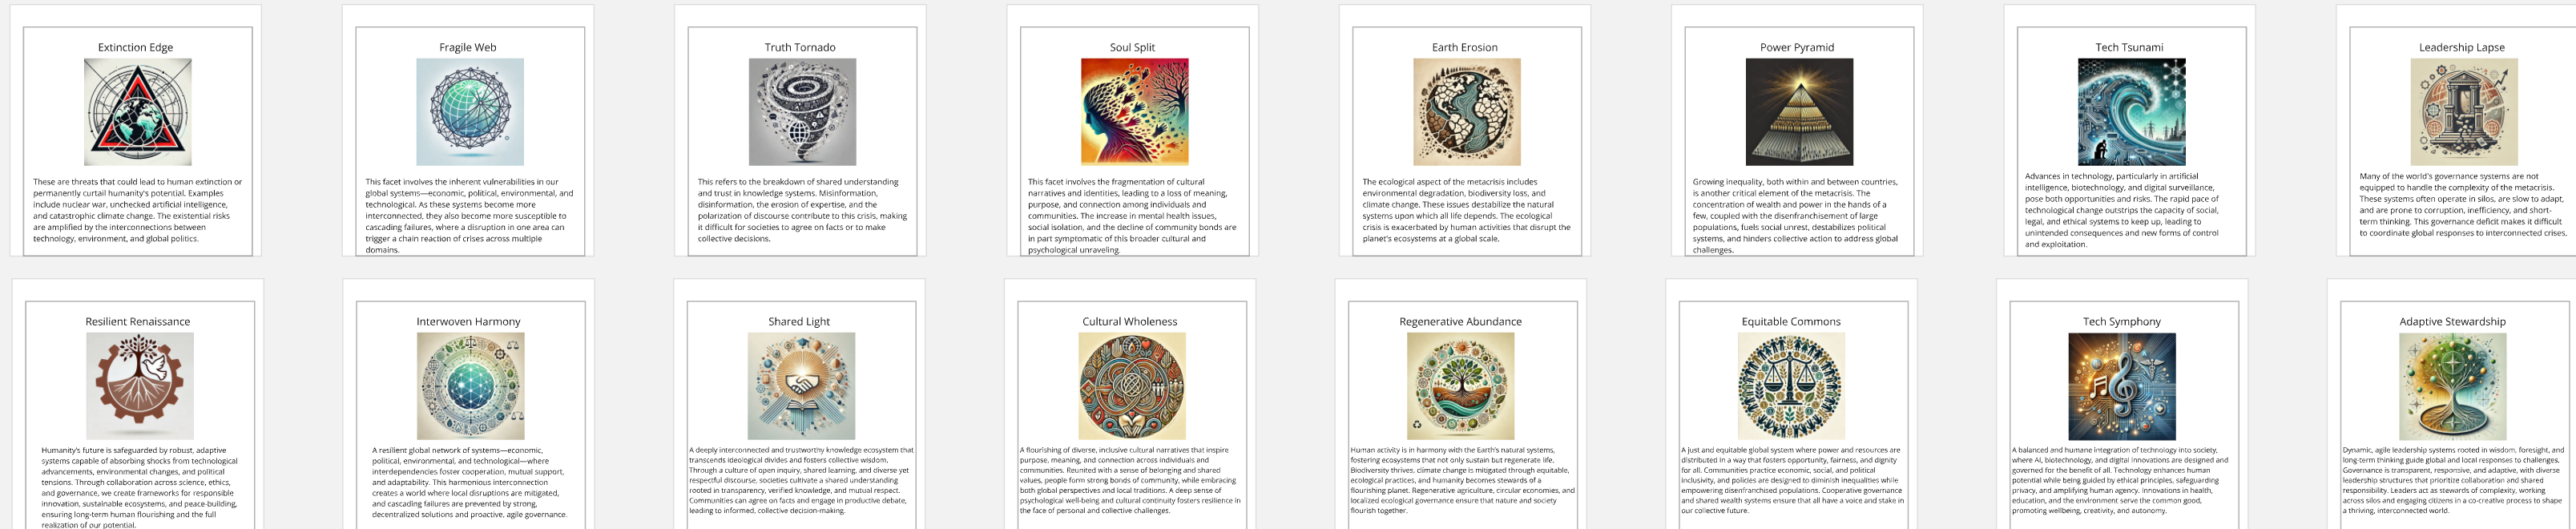 Extinction Edge
These are threats that could lead to human extinction or
permanently curtail humanity's potential. Examples
include nuclear war, unchecked artificial intelligence,
and catastrophic climate change. The existential risks
are amplified by the interconnections between
technology, environment, and global politics.
Fragile Web
This facet involves the inherent vulnerabilities in our
global systems—economic, political, environmental, and
technological. As these systems become more
interconnected, they also become more susceptible to
cascading failures, where a disruption in one area can
trigger a chain reaction of crises across multiple
domains.
Truth Tornado
This refers to the breakdown of shared understanding
and trust in knowledge systems. Misinformation,
disinformation, the erosion of expertise, and the
polarization of discourse contribute to this crisis, making
it difficult for societies to agree on facts or to make
collective decisions.
Soul Split
This facet involves the fragmentation of cultural
narratives and identities, leading to a loss of meaning,
purpose, and connection among individuals and
communities. The increase in mental health issues,
social isolation, and the decline of community bonds are
in part symptomatic of this broader cultural and
psychological unraveling.
Earth Erosion
The ecological aspect of the metacrisis includes
environmental degradation, biodiversity loss, and
climate change. These issues destabilize the natural
systems upon which all life depends. The ecological
crisis is exacerbated by human activities that disrupt the
planet's ecosystems at a global scale.
Power Pyramid
Growing inequality, both within and between countries,
is another critical element of the metacrisis. The
concentration of wealth and power in the hands of a
few, coupled with the disenfranchisement of large
populations, fuels social unrest, destabilizes political
systems, and hinders collective action to address global
challenges.
Tech Tsunami
Advances in technology, particularly in artificial
intelligence, biotechnology, and digital surveillance,
pose both opportunities and risks. The rapid pace of
technological change outstrips the capacity of social,
legal, and ethical systems to keep up, leading to
unintended consequences and new forms of control
and exploitation.
Leadership Lapse
Many of the world's governance systems are not
equipped to handle the complexity of the metacrisis.
These systems often operate in silos, are slow to adapt,
and are prone to corruption, inefficiency, and short-
term thinking. This governance deficit makes it difficult
to coordinate global responses to interconnected crises.
Resilient Renaissance
Humanity's future is safeguarded by robust, adaptive
systems capable of absorbing shocks from technological
advancements, environmental changes, and political
tensions. Through collaboration across science, ethics,
and governance, we create frameworks for responsible
innovation, sustainable ecosystems, and peace-building,
ensuring long-term human flourishing and the full
realization of our potential.
Interwoven Harmony
A resilient global network of systems—economic,
political, environmental, and technological—where
interdependencies foster cooperation, mutual support,
and adaptability. This harmonious interconnection
creates a world where local disruptions are mitigated,
and cascading failures are prevented by strong,
decentralized solutions and proactive, agile governance.
Shared Light
A deeply interconnected and trustworthy knowledge ecosystem that
transcends ideological divides and fosters collective wisdom.
Through a culture of open inquiry, shared learning, and diverse yet
respectful discourse, societies cultivate a shared understanding
rooted in transparency, verified knowledge, and mutual respect.
Communities can agree on facts and engage in productive debate,
leading to informed, collective decision-making.
Cultural Wholeness
A flourishing of diverse, inclusive cultural narratives that inspire
purpose, meaning, and connection across individuals and
communities. Reunited with a sense of belonging and shared
values, people form strong bonds of community, while embracing
both global perspectives and local traditions. A deep sense of
psychological well-being and cultural continuity fosters resilience in
the face of personal and collective challenges.
Regenerative Abundance
Human activity is in harmony with the Earth's natural systems,
fostering ecosystems that not only sustain but regenerate life.
Biodiversity thrives, climate change is mitigated through equitable,
ecological practices, and humanity becomes stewards of a
flourishing planet. Regenerative agriculture, circular economies, and
localized ecological governance ensure that nature and society
flourish together.
Equitable Commons
A just and equitable global system where power and resources are
distributed in a way that fosters opportunity, fairness, and dignity
for all. Communities practice economic, social, and political
inclusivity, and policies are designed to diminish inequalities while
empowering disenfranchised populations. Cooperative governance
and shared wealth systems ensure that all have a voice and stake in
our collective future.
Tech Symphony
A balanced and humane integration of technology into society,
where AI, biotechnology, and digital innovations are designed and
governed for the benefit of all. Technology enhances human
potential while being guided by ethical principles, safeguarding
privacy, and amplifying human agency. Innovations in health,
education, and the environment serve the common good,
promoting wellbeing, creativity, and autonomy.
Adaptive Stewardship
Dynamic, agile leadership systems rooted in wisdom, foresight, and
long-term thinking guide global and local responses to challenges.
Governance is transparent, responsive, and adaptive, with diverse
leadership structures that prioritize collaboration and shared
responsibility. Leaders act as stewards of complexity, working
across silos and engaging citizens in a co-creative process to shape
a thriving, interconnected world.